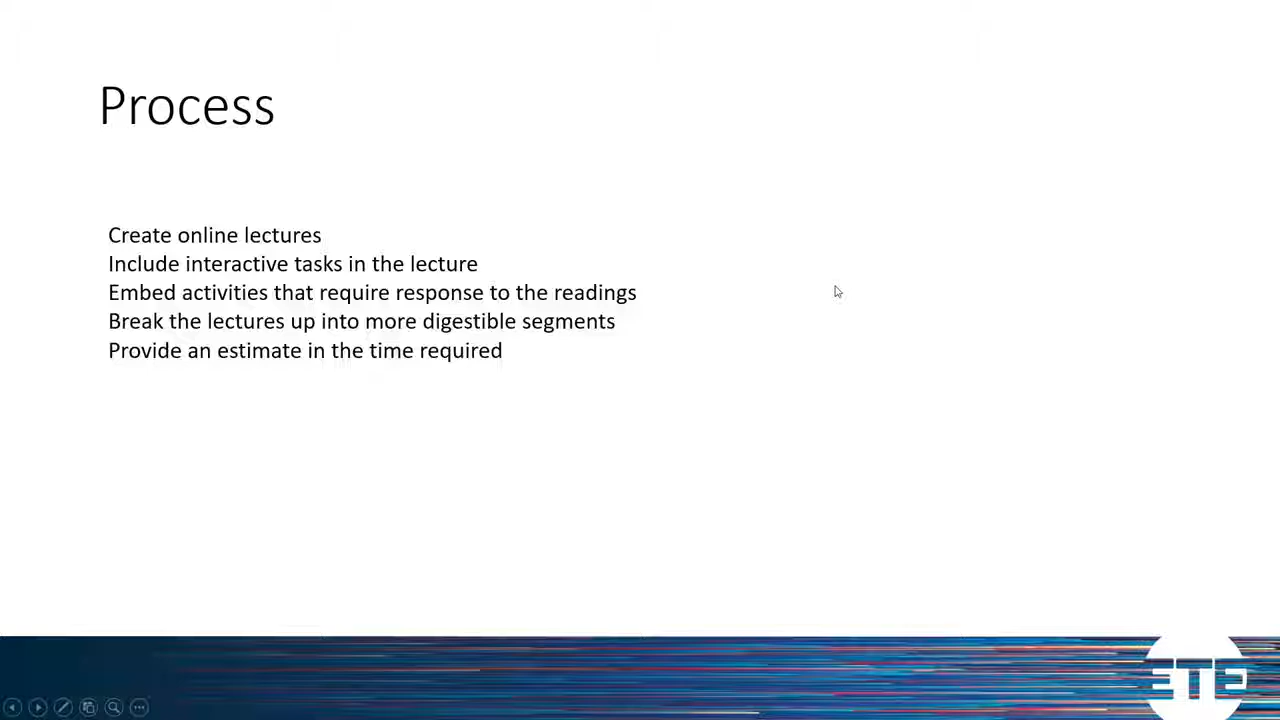 Process
Create online lectures
Include interactive tasks in the lecture
Embed activities that require response to the readings
Break the lectures up into more digestible segments
Provide an estimate in the time required